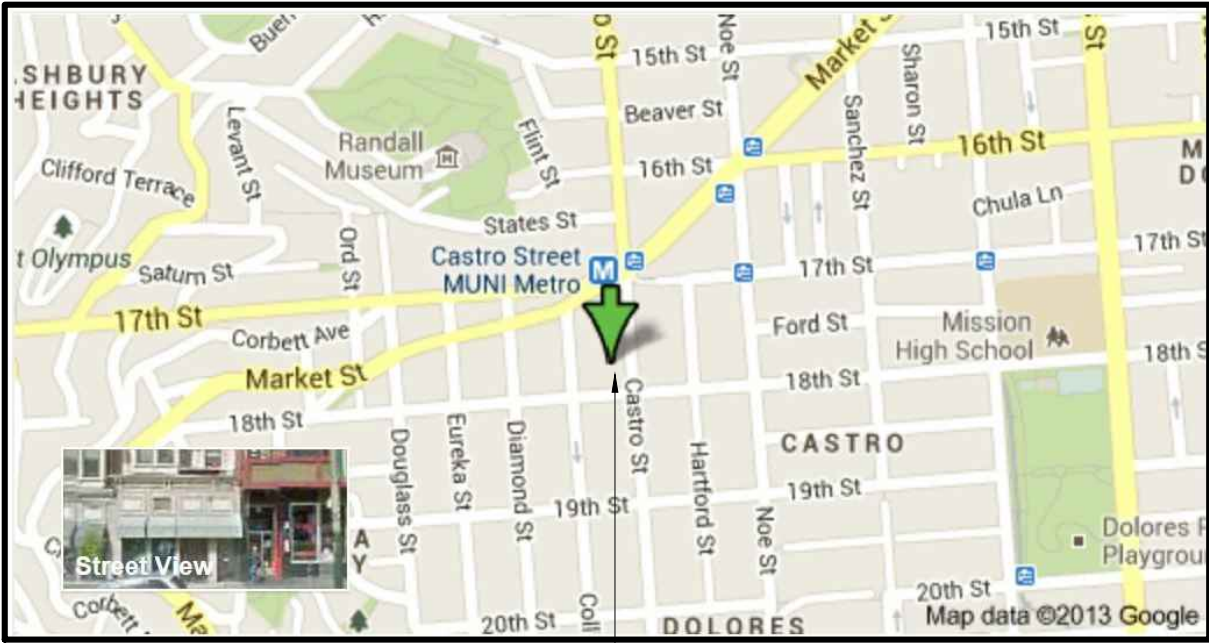 15th St
15th St
Noe St
Market
Sharon St
Beaver St
SHBURY
HEIGHTS
Levant St
Flint St
Sanchez St
16th St
Randall
Museum
16th St
Clifford Terrace
Chula Ln
States St
Ord St
Castro Street
MUNI Metro
M
17th St
17th St
t Olympus
Saturn St
17th St
Corbett Ave
Ford St
Mission
High School
18th S
Market St
18th St
Castro St
18th St
CASTRO
Eureka St
Diamond St
Douglass St
Hartford St
19th St
19th St
Noe St
Street View
A
Y
Dolores
Playgrou
Corbett
Ma
20th St
20th St
Coll
DOLORES
Map data ©2013 Google